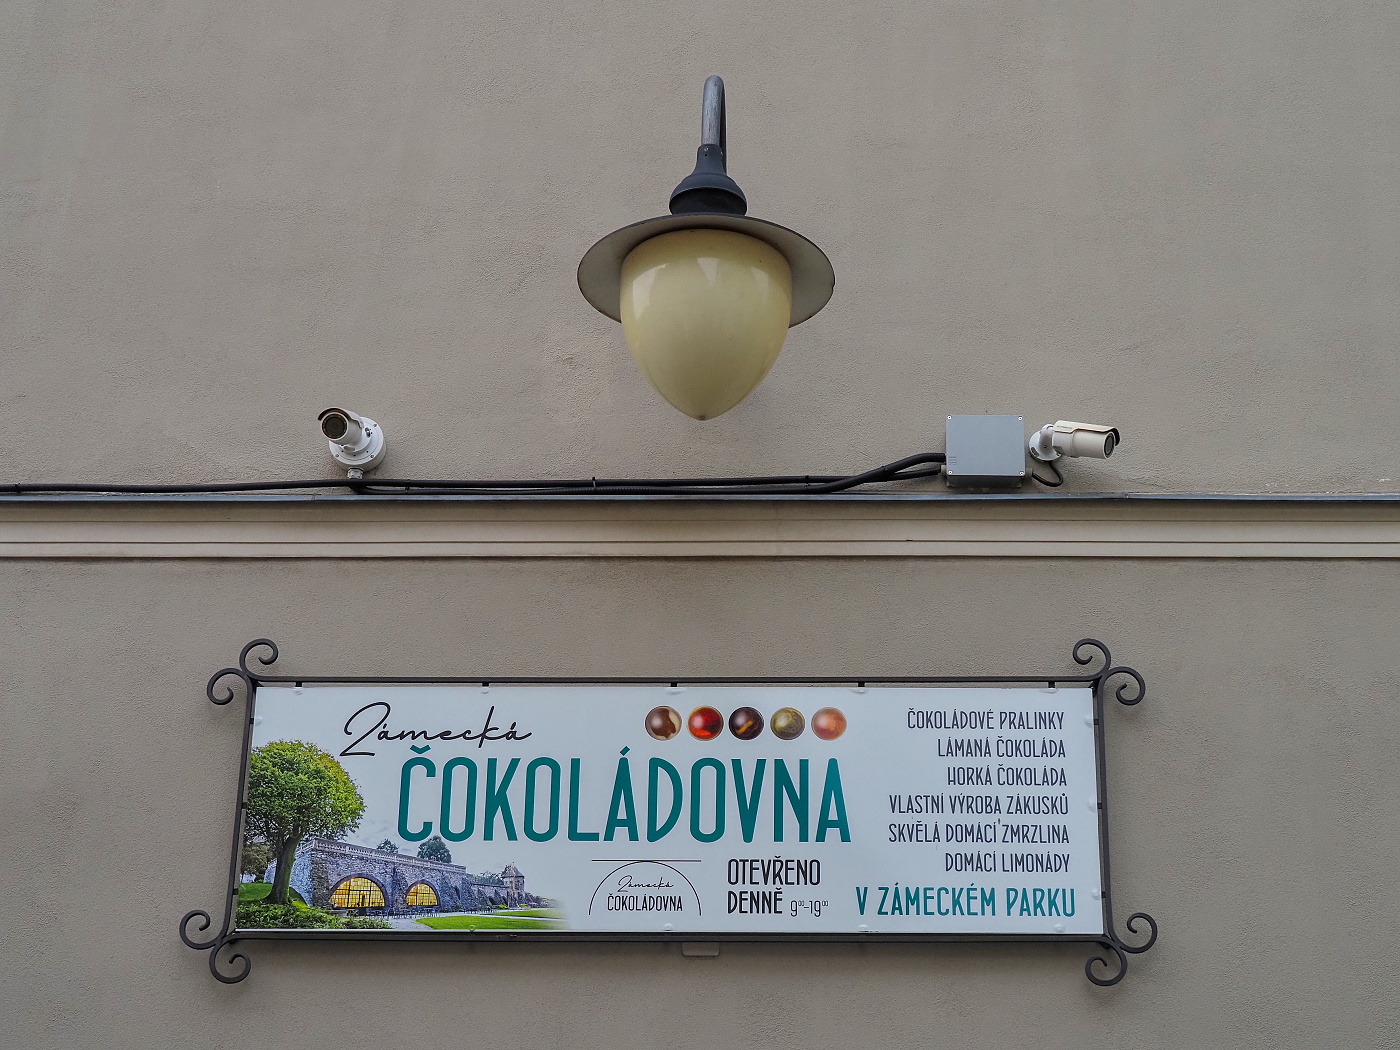 Zámecká
ČOKOLÁDOVNA
Zámecká
ČOKOLÁDOVNA
OTEVŘENO
DENNĚ 9⁰⁰-19⁰⁰
ČOKOLÁDOVÉ PRALINKY
LÁMANÁ ČOKOLÁDA
HORKÁ ČOKOLÁDA
VLASTNÍ VÝROBA ZÁKUSKŮ
SKVĚLÁ DOMÁCÍ ZMRZLINA
DOMÁCÍ LIMONÁDY
V ZÁMECKÉM PARKU